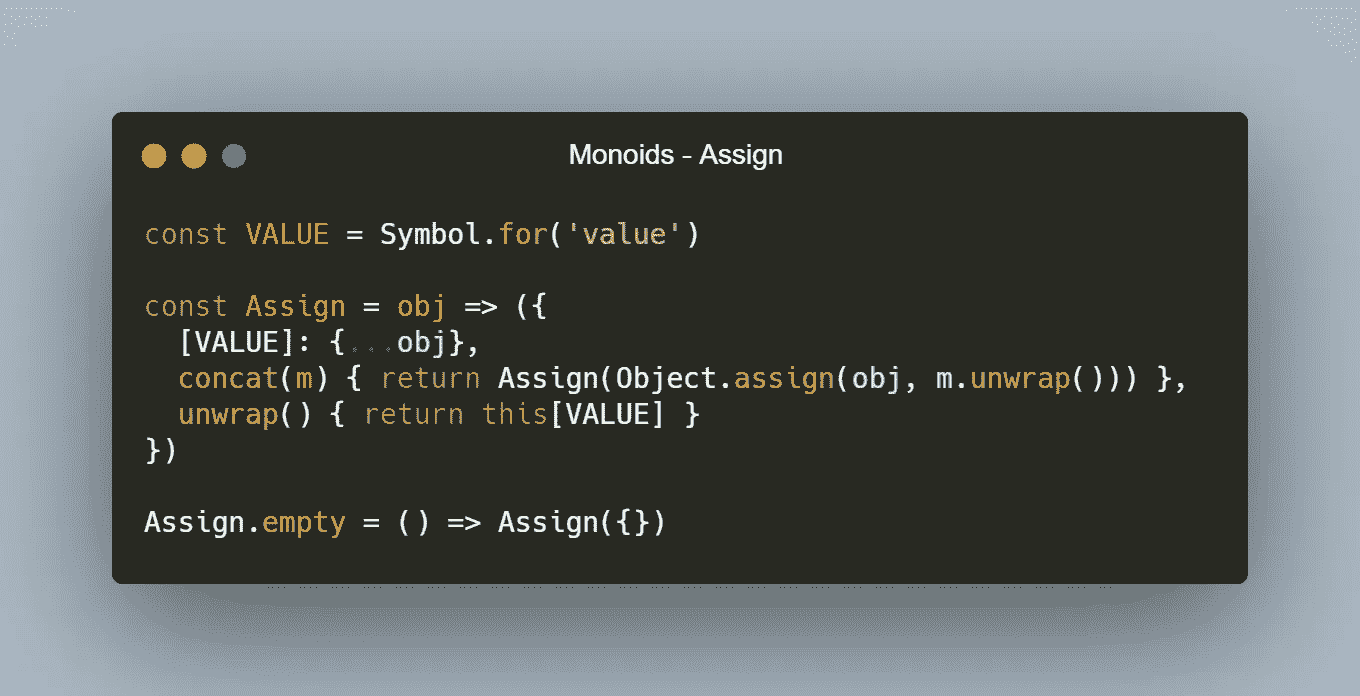 Monoids - Assign
const VALUE = Symbol.for('value')
const Assign = obj => ({
  [VALUE]: {...obj},
  concat(m) { return Assign(Object.assign(obj, m.unwrap())) },
  unwrap() { return this[VALUE] }
})
Assign.empty = () => Assign({})